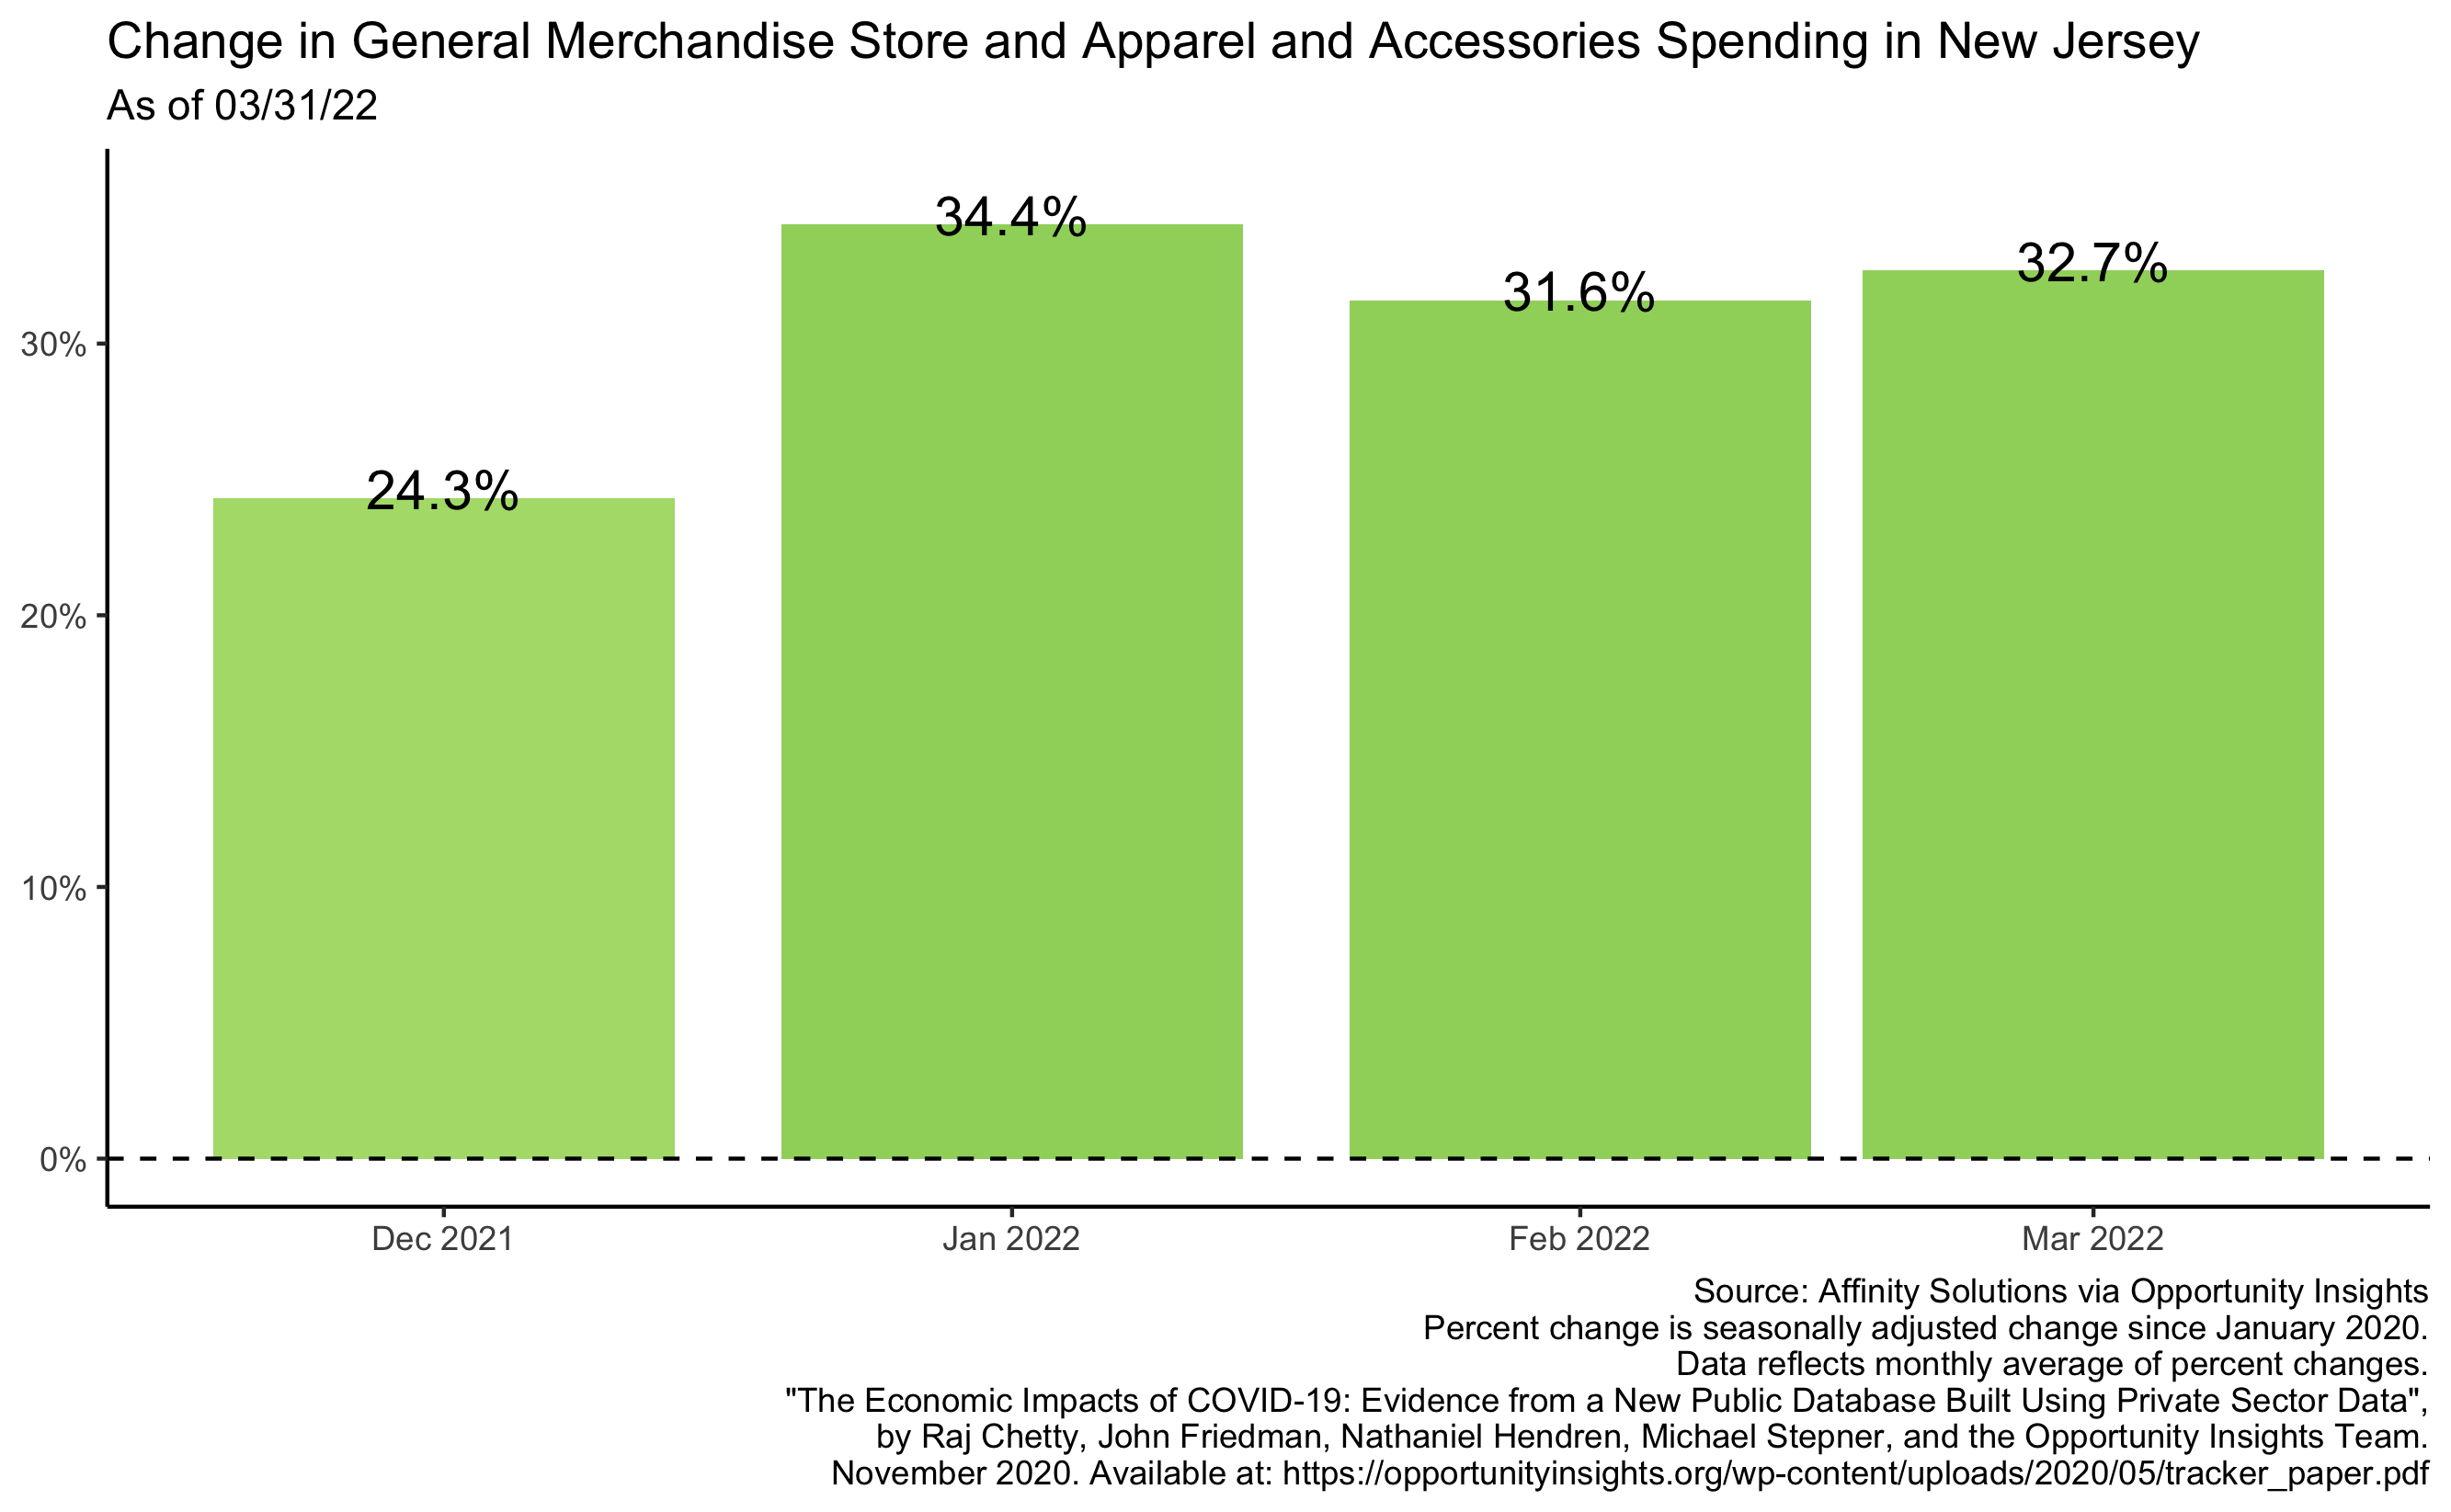 Change in General Merchandise Store and Apparel and Accessories Spending in New Jersey
As of 03/31/22
34.4%
32.7%
31.6%
24.3%
30%
20%
10%
0%
Dec 2021
Jan 2022
Feb 2022
Mar 2022
Source: Affinity Solutions via Opportunity Insights
Percent change is seasonally adjusted change since January 2020.
Data reflects monthly average of percent changes.
"The Economic Impacts of COVID-19: Evidence from a New Public Database Built Using Private Sector Data",
by Raj Chetty, John Friedman, Nathaniel Hendren, Michael Stepner, and the Opportunity Insights Team.
November 2020. Available at: https://opportunityinsights.org/wp-content/uploads/2020/05/tracker_paper.pdf